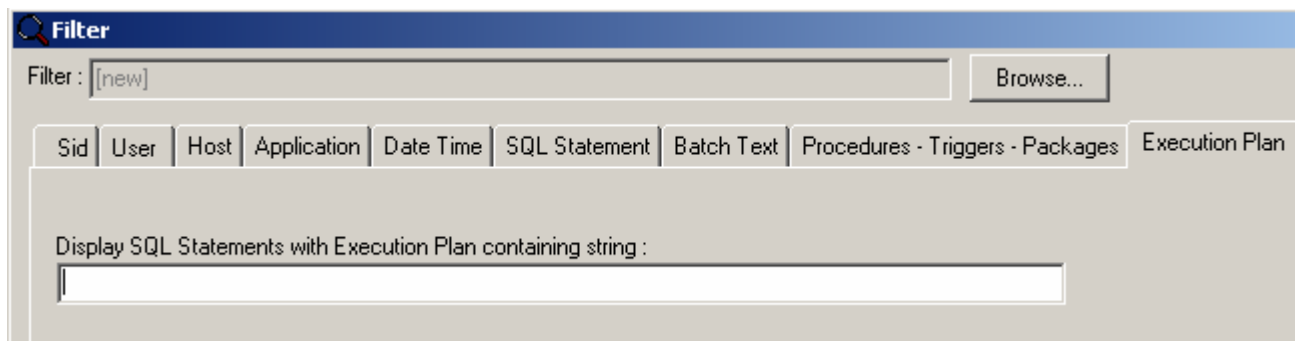 Filter
Filter : [new] Browse...
Sid User Host Application Date Time SQL Statement Batch Text Procedures - Triggers - Packages Execution Plan
Display SQL Statements with Execution Plan containing string :